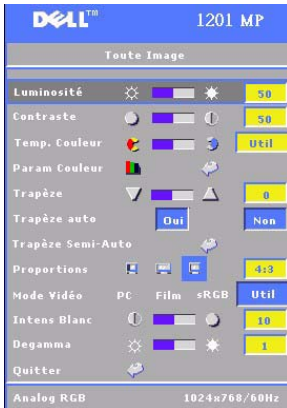 DELL™ 1201 MP
Toute Image
Luminosité 50
Contraste 50
Temp. Couleur Util
Param Couleur
Trapèze 0
Trapèze auto Oui Non
Trapèze Semi-Auto
Proportions 4:3
Mode Vidéo PC Film sRGB Util
Intens Blanc 10
Degamma 1
Quitter
Analog RGB 1024x768/60Hz